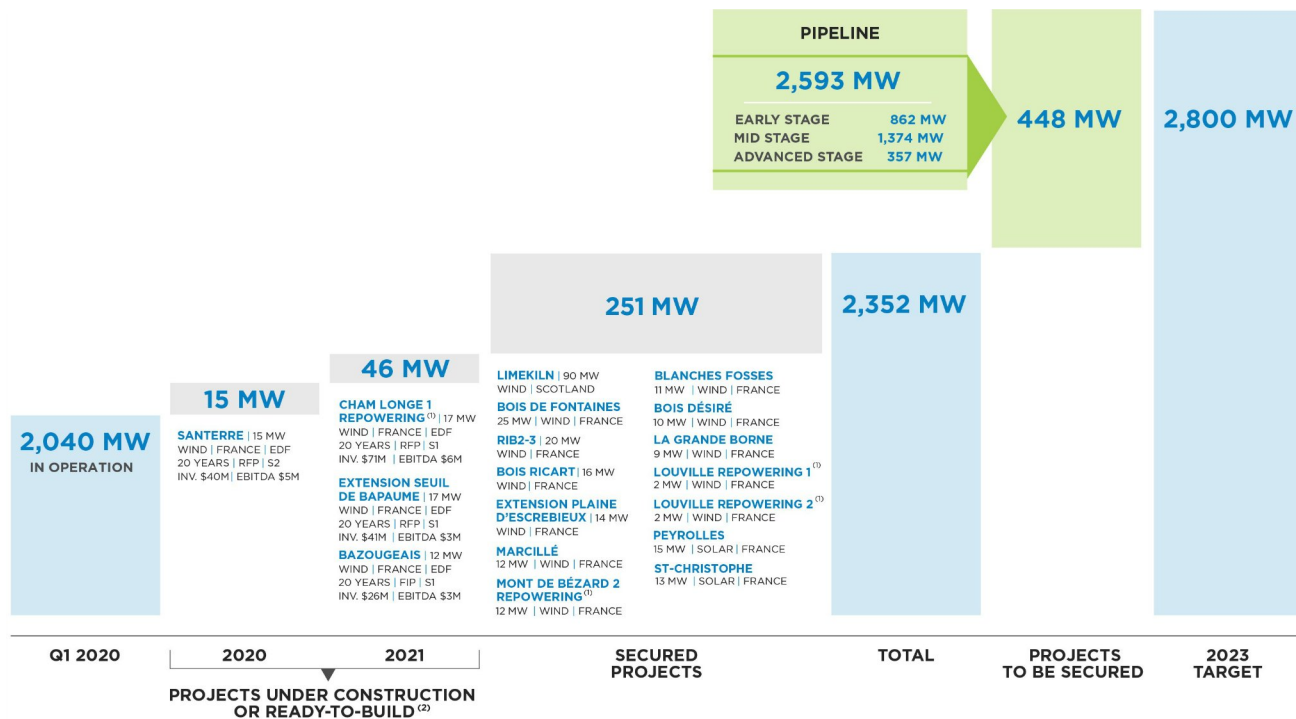 PIPELINE
2,593 MW
EARLY STAGE 862 MW
MID STAGE 1,374 MW
ADVANCED STAGE 357 MW
448 MW
2,800 MW
251 MW
2,352 MW
46 MW
15 MW
2,040 MW
IN OPERATION
SANTERRE | 15 MW
WIND | FRANCE | EDF
20 YEARS | RFP | S2
INV. $40M | EBITDA $5M
CHAM LONGE 1
REPOWERING (1) | 17 MW
WIND | FRANCE | EDF
20 YEARS | RFP | S1
INV. $71M | EBITDA $6M
EXTENSION SEUIL
DE BAPAUME | 17 MW
WIND | FRANCE | EDF
20 YEARS | RFP | S1
INV. $41M | EBITDA $3M
BAZOUGEAIS | 12 MW
WIND | FRANCE | EDF
20 YEARS | FIP | S1
INV. $26M | EBITDA $3M
LIMEKILN | 90 MW
WIND | SCOTLAND
BOIS DE FONTAINES
25 MW | WIND | FRANCE
RIB2-3 | 20 MW
WIND | FRANCE
BOIS RICART | 16 MW
WIND | FRANCE
EXTENSION PLAINE
D'ESCREBIEUX | 14 MW
WIND | FRANCE
MARCILLÉ
12 MW | WIND | FRANCE
MONT DE BÉZARD 2
REPOWERING (1)
12 MW | WIND | FRANCE
BLANCHES FOSSES
11 MW | WIND | FRANCE
BOIS DÉSIRÉ
10 MW | WIND | FRANCE
LA GRANDE BORNE
9 MW | WIND | FRANCE
LOUVILLE REPOWERING 1 (1)
2 MW | WIND | FRANCE
LOUVILLE REPOWERING 2 (1)
2 MW | WIND | FRANCE
PEYROLLES
15 MW | SOLAR | FRANCE
ST-CHRISTOPHE
13 MW | SOLAR | FRANCE
Q1 2020
2020
2021
SECURED
PROJECTS
TOTAL
PROJECTS
TO BE SECURED
2023
TARGET
PROJECTS UNDER CONSTRUCTION
OR READY-TO-BUILD (2)